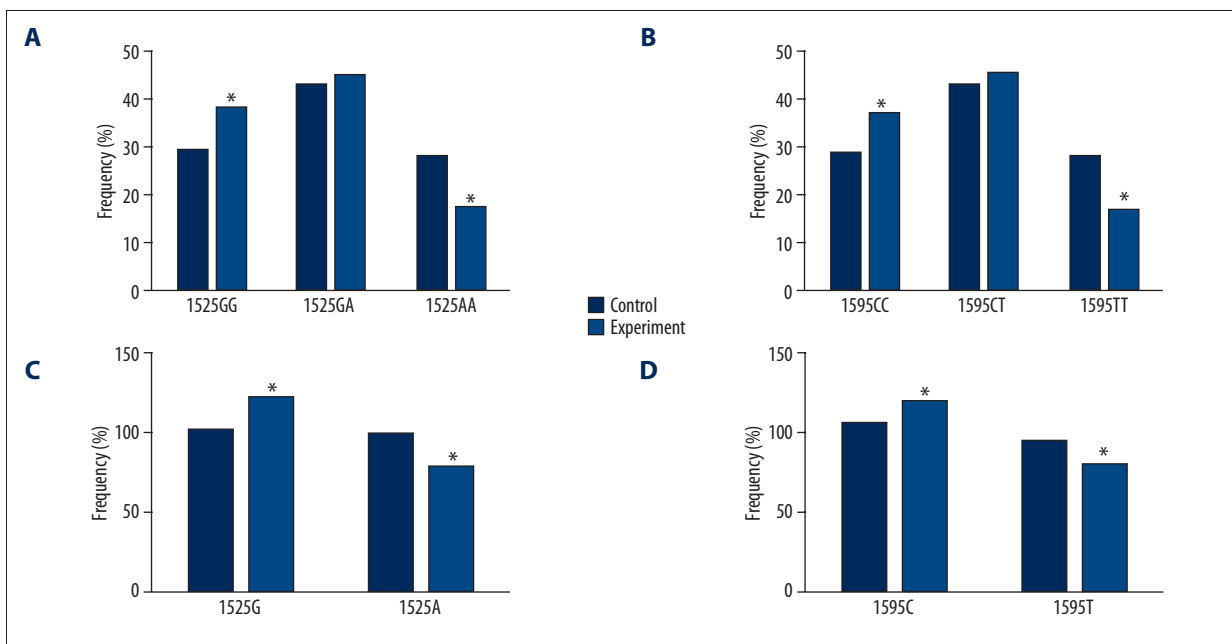 A
50
40
30
20
10
0
Frequency (%)
*
*
1525GG 1525GA 1525AA
B
50
40
30
20
10
0
Frequency (%)
*
*
1595CC 1595CT 1595TT
Control
Experiment
C
150
100
50
0
Frequency (%)
*
*
1525G 1525A
D
150
100
50
0
Frequency (%)
*
*
1595C 1595T